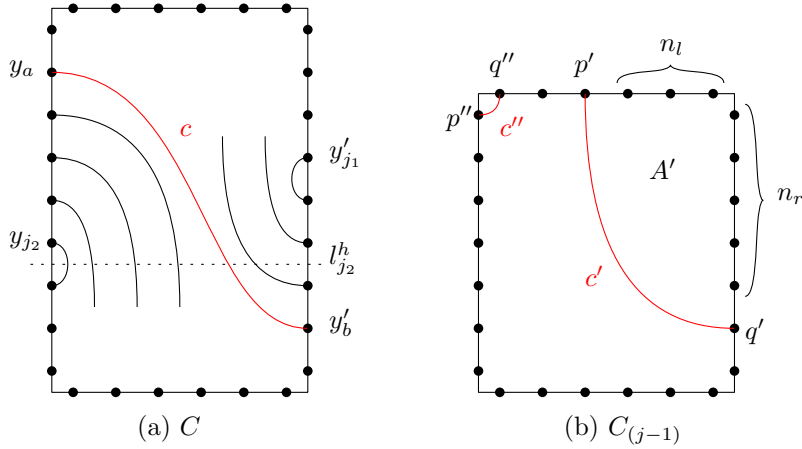 y_a
c
y'_{j_1}
y_{j_2}
l^h_{j_2}
y'_b
(a) C
q''
p'
n_l
p''
c''
A'
n_r
c'
q'
(b) C_{(j-1)}